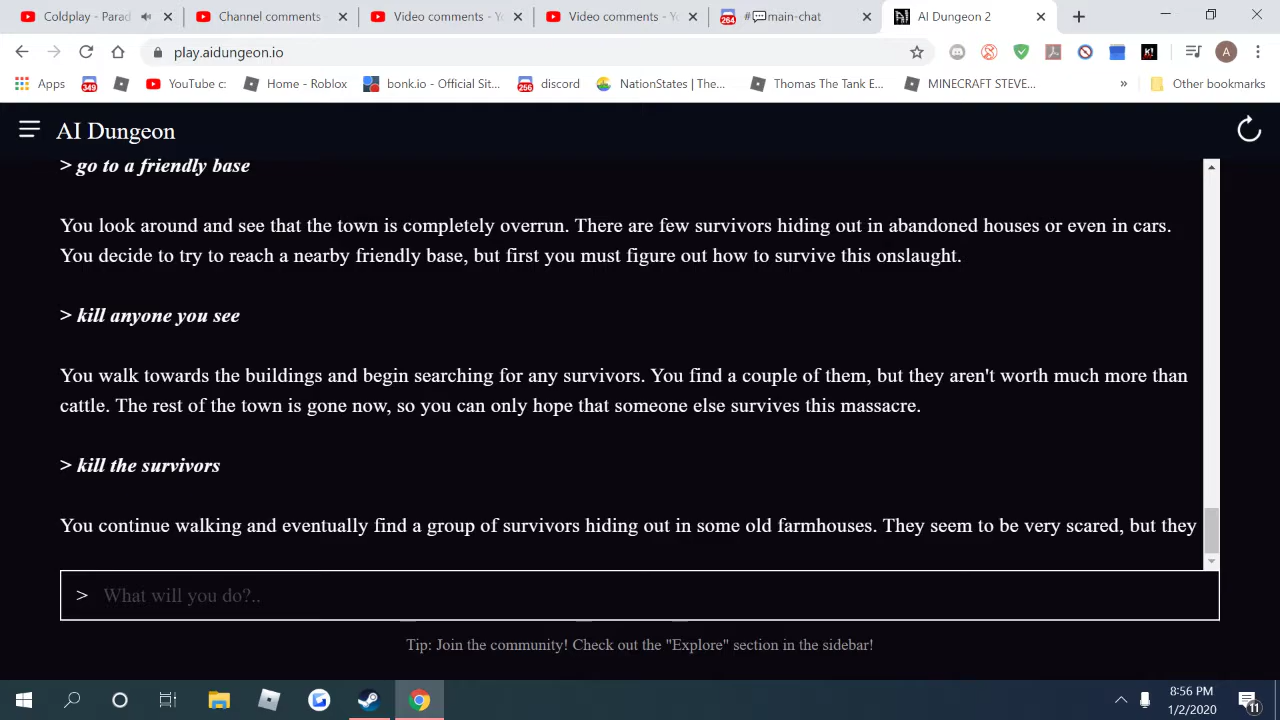 Coldplay - Parad
Channel comments
Video comments - Y
Video comments - Y
#main-chat
AI Dungeon 2
play.aidungeon.io
A
Apps
349
YouTube c:
Home - Roblox
bonk.io - Official Sit...
256
discord
NationStates | The...
Thomas The Tank E...
MINECRAFT STEVE...
»
Other bookmarks
264
K!
AI Dungeon
> go to a friendly base
You look around and see that the town is completely overrun. There are few survivors hiding out in abandoned houses or even in cars.
You decide to try to reach a nearby friendly base, but first you must figure out how to survive this onslaught.
> kill anyone you see
You walk towards the buildings and begin searching for any survivors. You find a couple of them, but they aren't worth much more than
cattle. The rest of the town is gone now, so you can only hope that someone else survives this massacre.
> kill the survivors
You continue walking and eventually find a group of survivors hiding out in some old farmhouses. They seem to be very scared, but they
> What will you do?..
Tip: Join the community! Check out the "Explore" section in the sidebar!
8:56 PM
1/2/2020
11